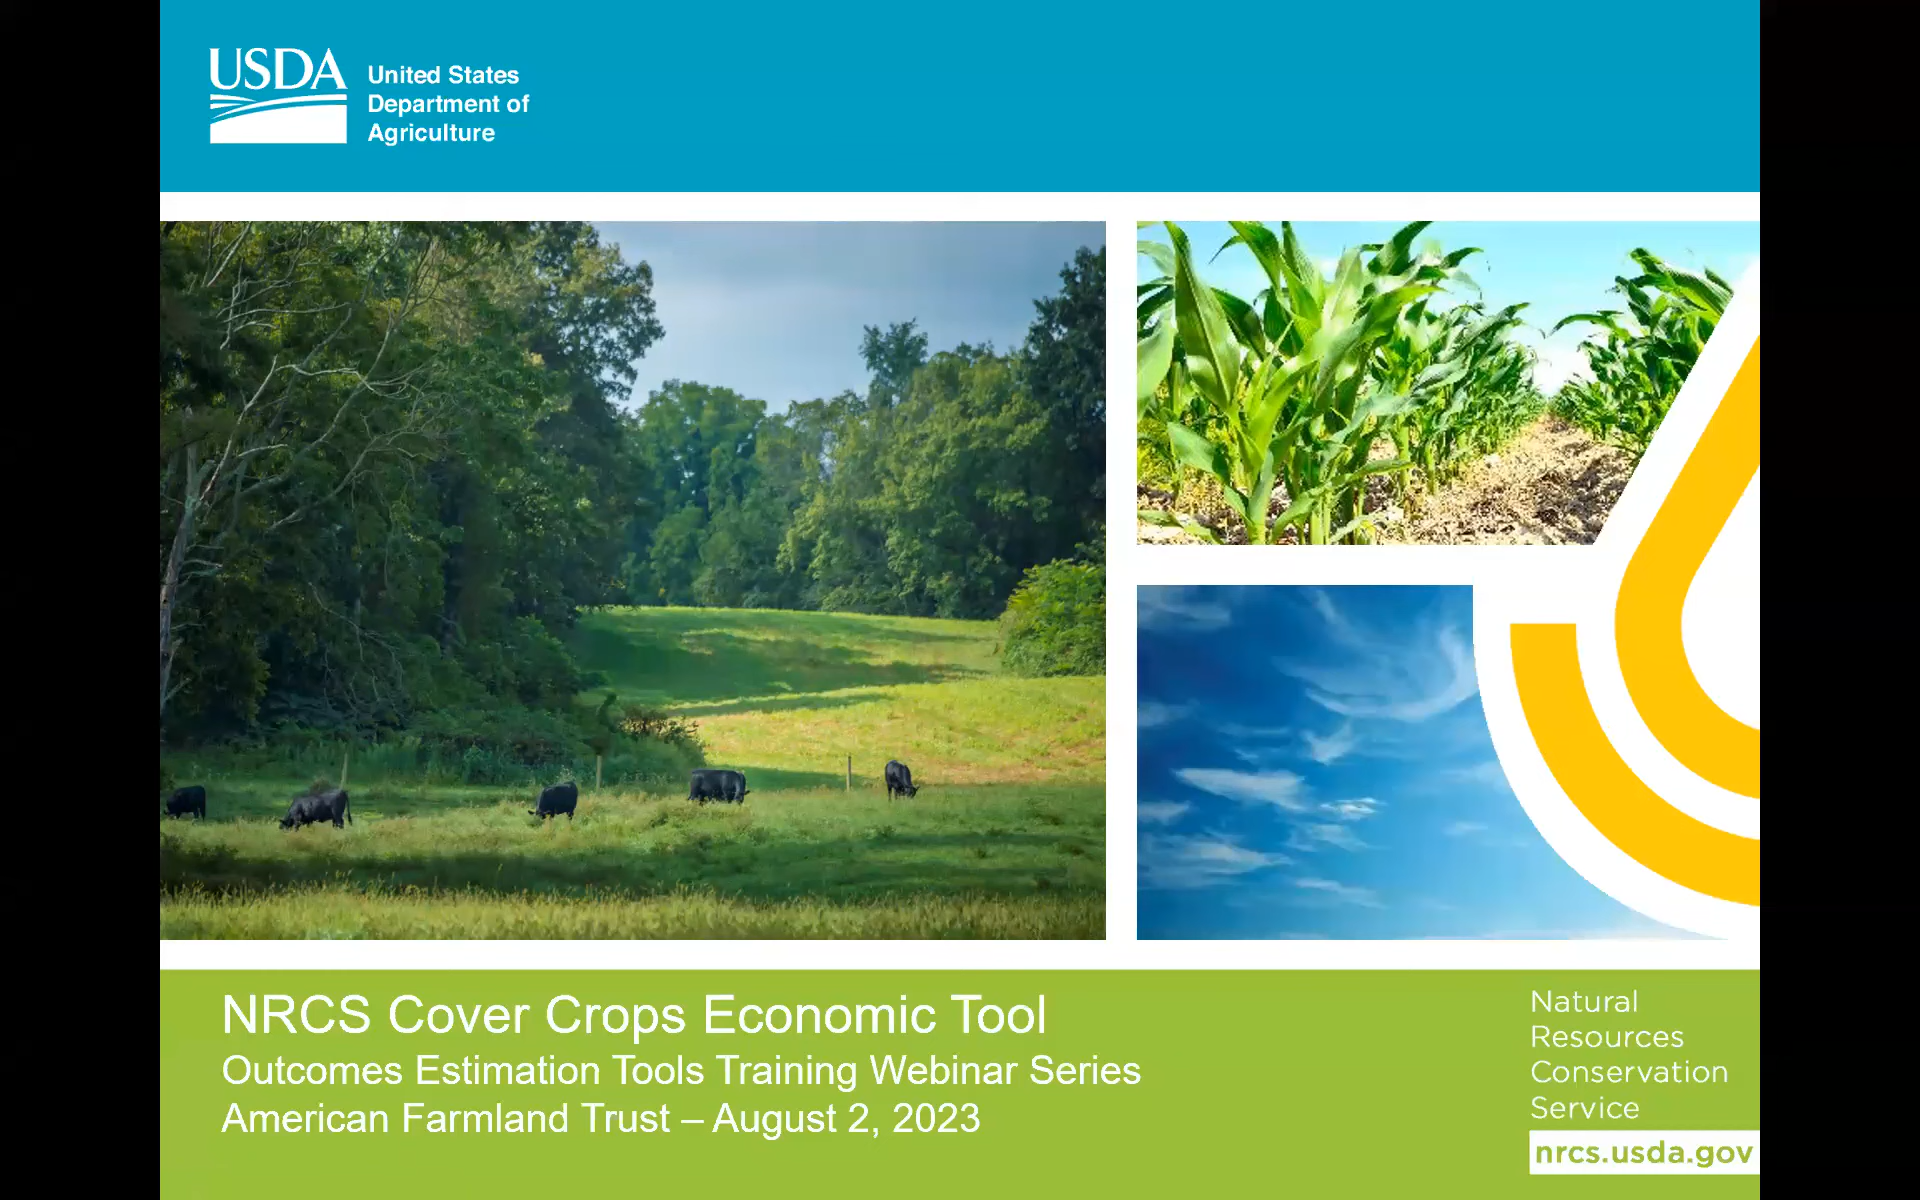 USDA
United States
Department of
Agriculture
NRCS Cover Crops Economic Tool
Outcomes Estimation Tools Training Webinar Series
American Farmland Trust – August 2, 2023
Natural
Resources
Conservation
Service
nrcs.usda.gov